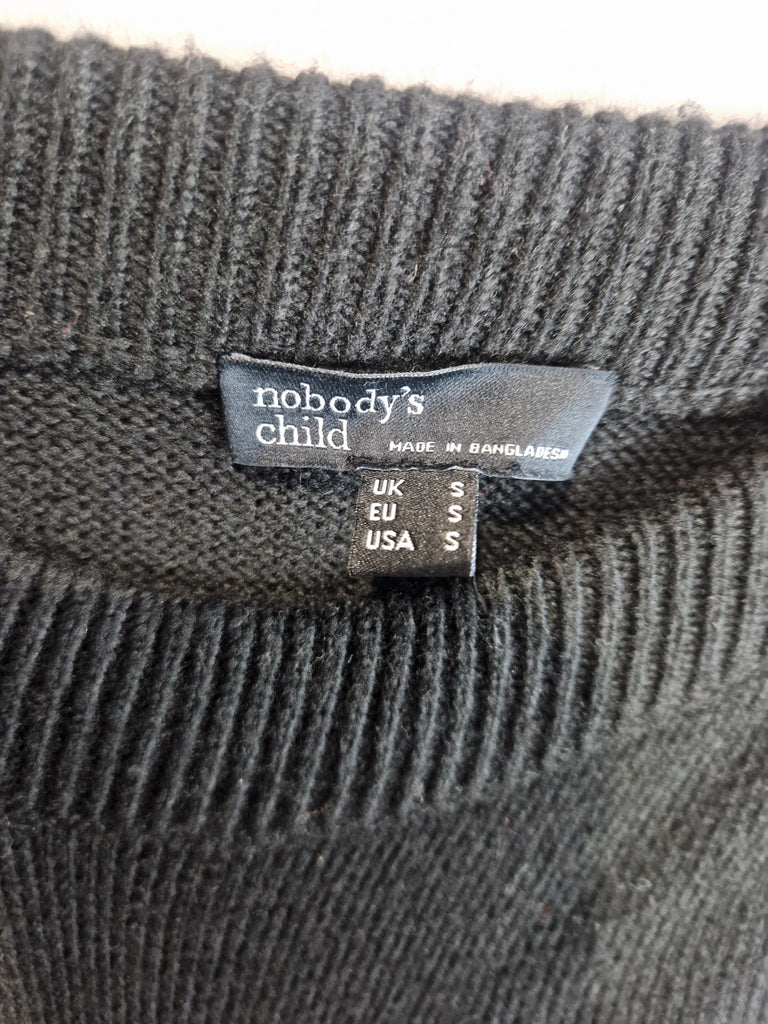 nobody's
child
MADE IN BANGLADESH
UK S
EU S
USA S